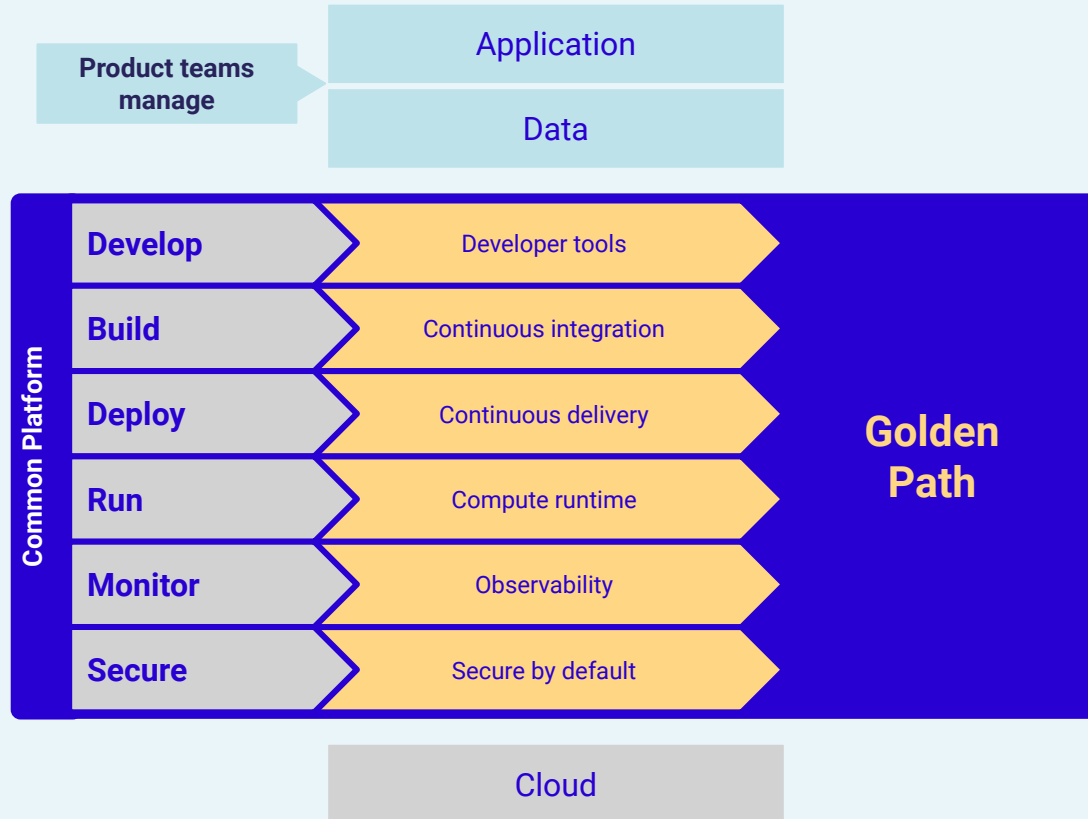 Application
Product teams
manage
Data
Common Platform
Develop
Developer tools
Build
Continuous integration
Deploy
Continuous delivery
Run
Compute runtime
Monitor
Observability
Secure
Secure by default
Golden
Path
Cloud